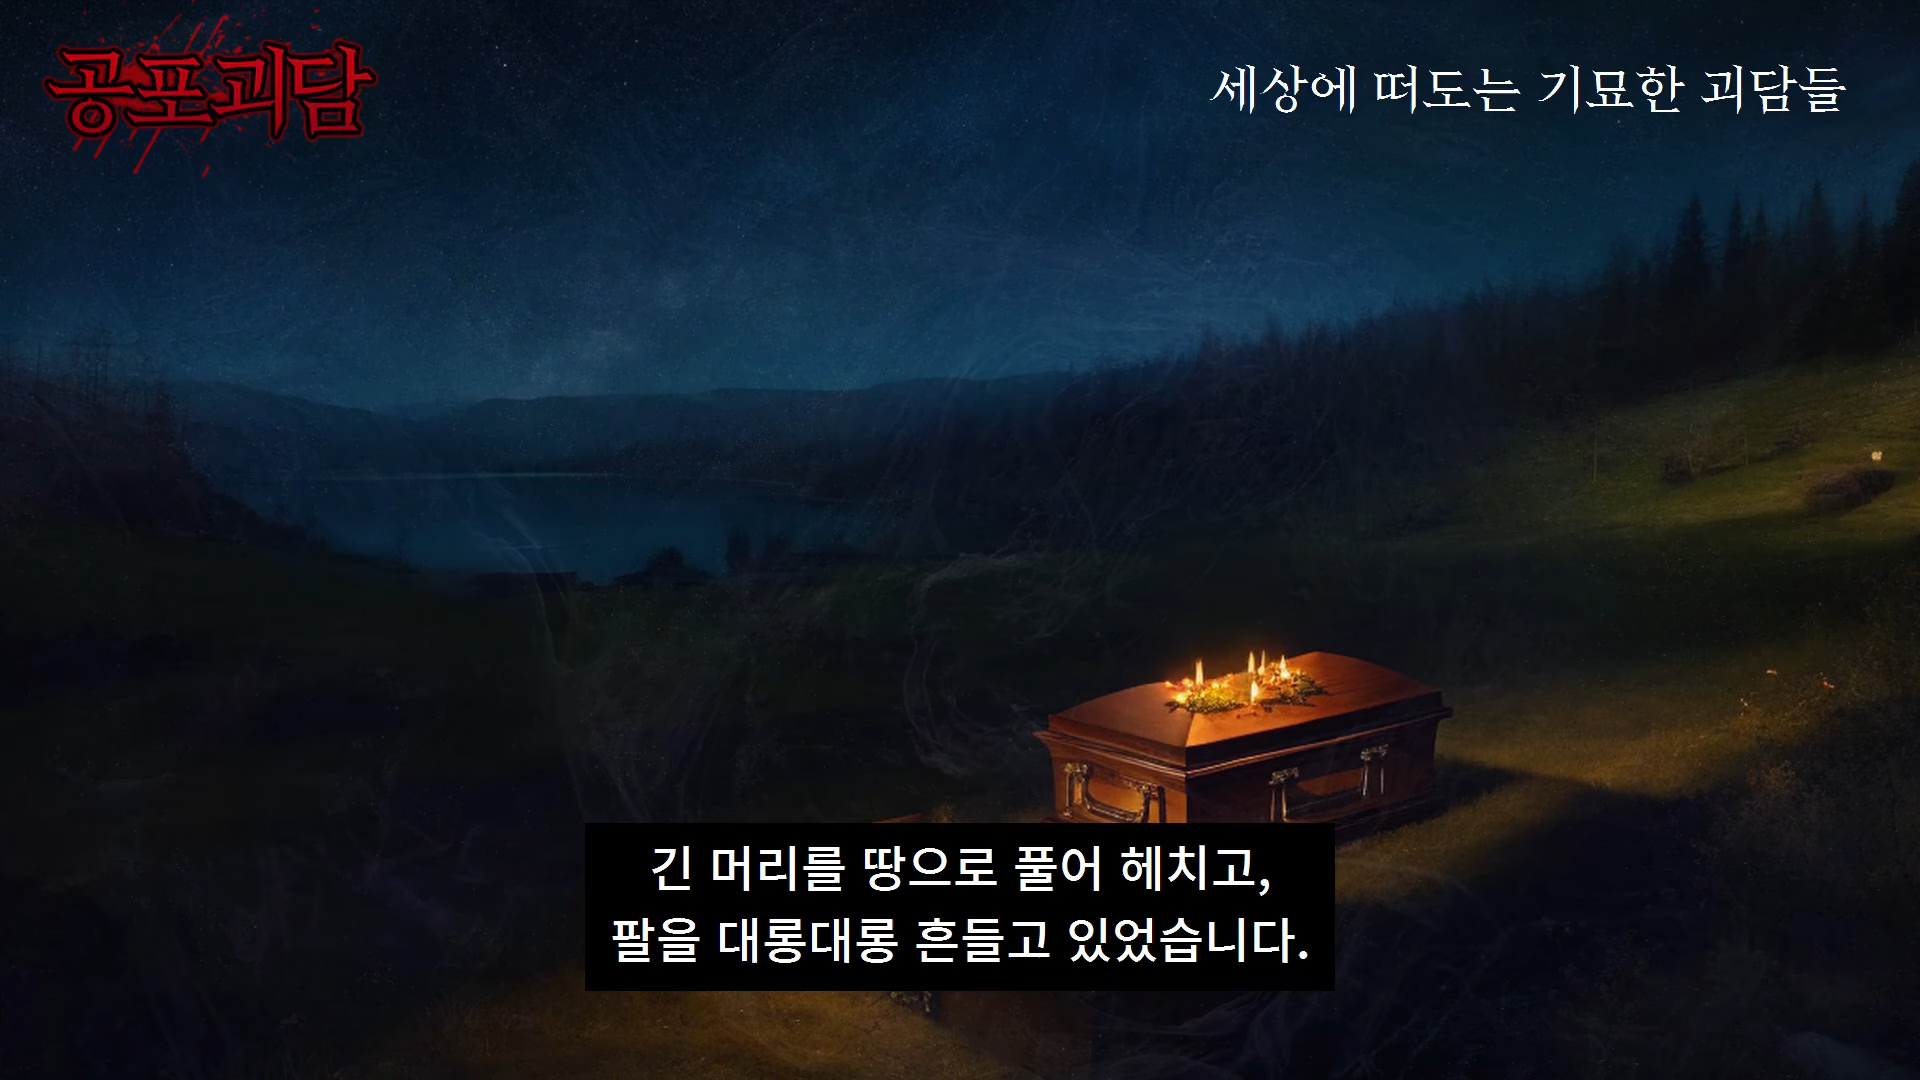 공포괴담
세상에 떠도는 기묘한 괴담들
긴 머리를 땅으로 풀어 헤치고,
팔을 대롱대롱 흔들고 있었습니다.